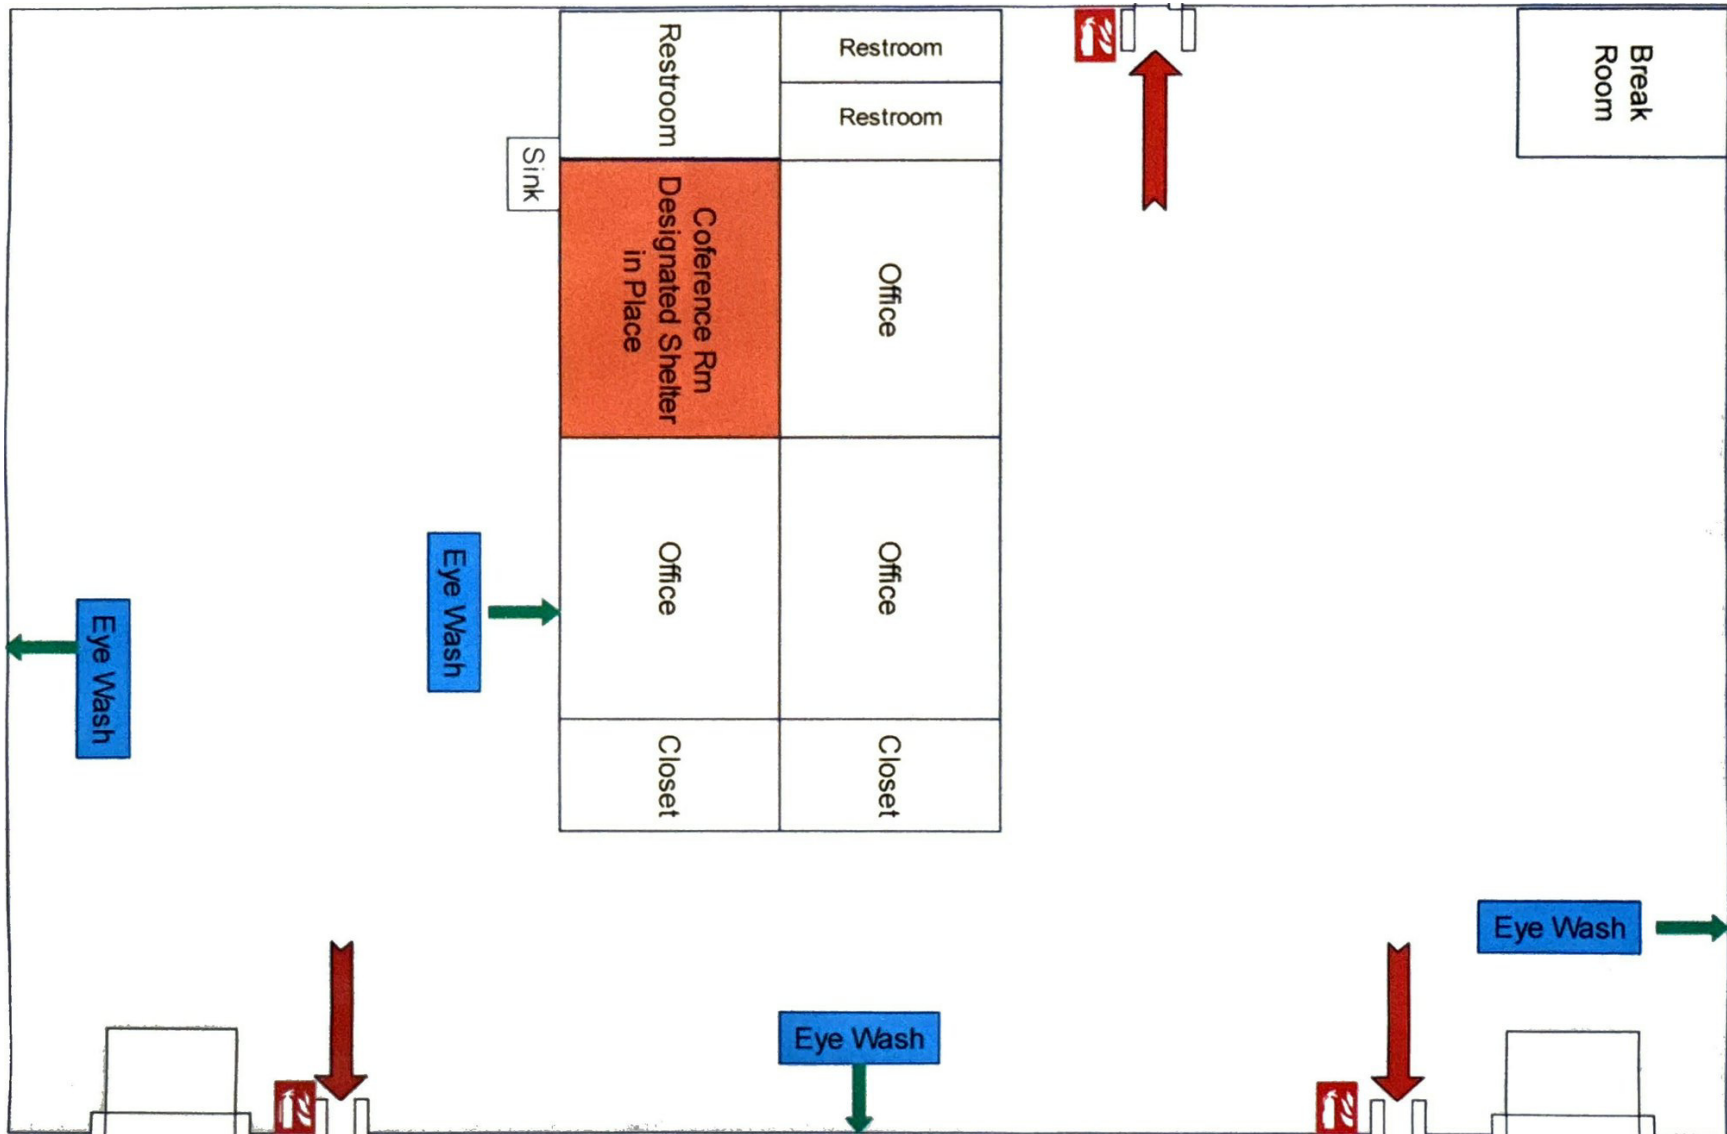 Restroom
Restroom
Restroom
Break
Room
Sink
Coference Rm
Designated Shelter
in Place
Office
Office
Office
Eye Wash
Eye Wash
Closet
Closet
Eye Wash
Eye Wash